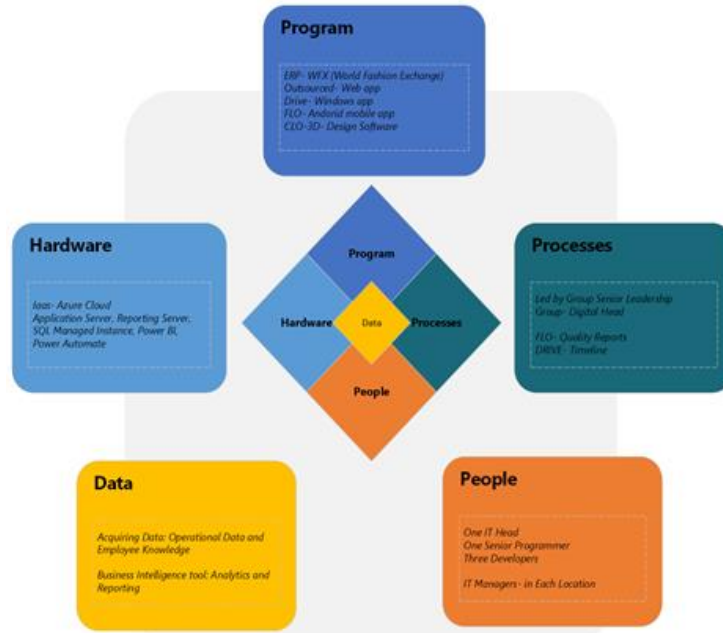 Program
ERP- WFX (World Fashion Exchange)
Outsourced- Web app
Drive- Windows app
FLO- Andorid mobile app
CLO-3D- Design Software
Hardware
Iaas- Azure Cloud
Application Server, Reporting Server,
SQL Managed Instance, Power BI,
Power Automate
Program
Hardware
Data
Processes
People
Processes
Led by Group Senior Leadership
Group- Digital Head
FLO- Quality Reports
DRIVE- Timeline
Data
Acquiring Data: Operational Data and
Employee Knowledge
Business Intelligence tool: Analytics and
Reporting
People
One IT Head
One Senior Programmer
Three Developers
IT Managers- in Each Location